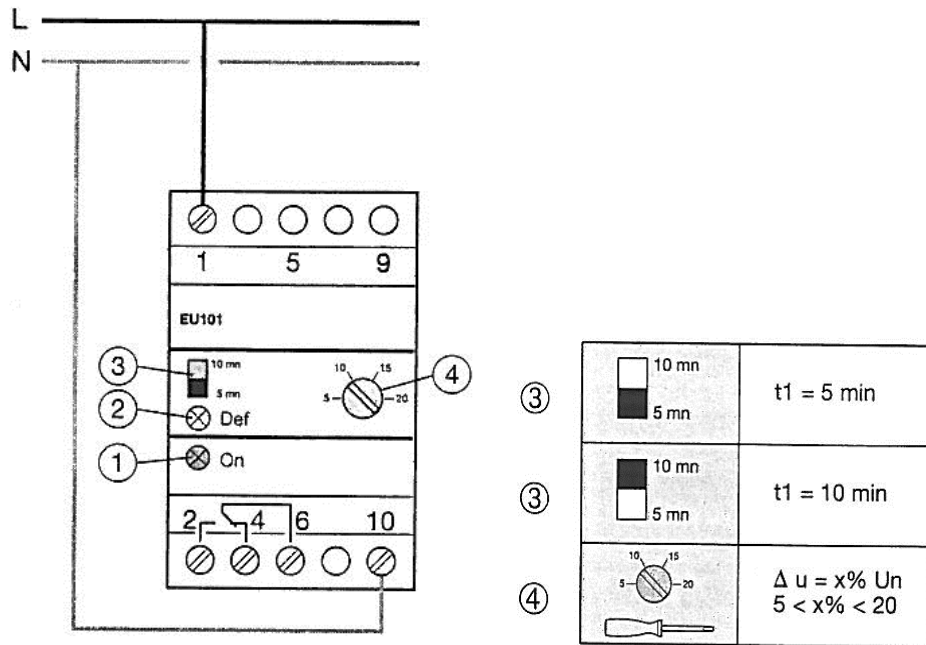 L
N
1 5 9
EU101
③ 10 mn 10 15 ④
5 mn 5 20
② Def
① On
2 4 6 10
③ 10 mn t1 = 5 min
5 mn
③ 10 mn t1 = 10 min
5 mn
④ 10 15 Δ u = x% Un
5 20 5 < x% < 20